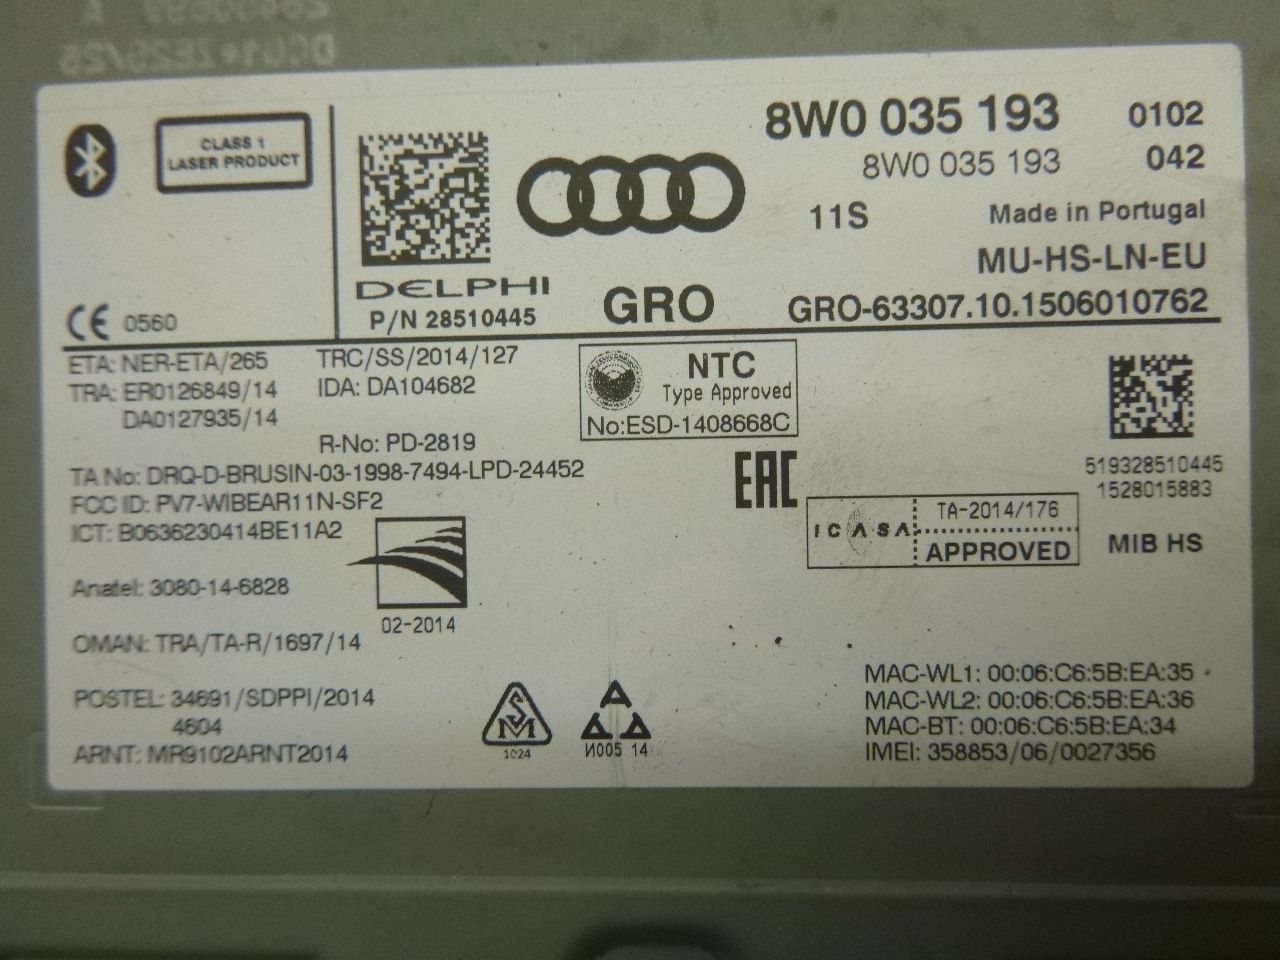 CLASS 1
LASER PRODUCT
CE 0560
DELPHI
P/N 28510445
GRO
8W0 035 193 0102
8W0 035 193 042
11S Made in Portugal
MU-HS-LN-EU
GRO-63307.10.1506010762
ETA: NER-ETA/265 TRC/SS/2014/127
TRA: ER0126849/14 IDA: DA104682
DA0127935/14
R-No: PD-2819
TA No: DRQ-D-BRUSIN-03-1998-7494-LPD-24452
FCC ID: PV7-WIBEAR11N-SF2
ICT: B0636230414BE11A2
Anatel: 3080-14-6828
02-2014
OMAN: TRA/TA-R/1697/14
POSTEL: 34691/SDPPI/2014
4604
ARNT: MR9102ARNT2014
NTC
Type Approved
No:ESD-1408668C
EAC
ICASA
TA-2014/176
APPROVED
519328510445
1528015883
MIB HS
SM
1024
И005 14
MAC-WL1: 00:06:C6:5B:EA:35
MAC-WL2: 00:06:C6:5B:EA:36
MAC-BT: 00:06:C6:5B:EA:34
IMEI: 358853/06/0027356